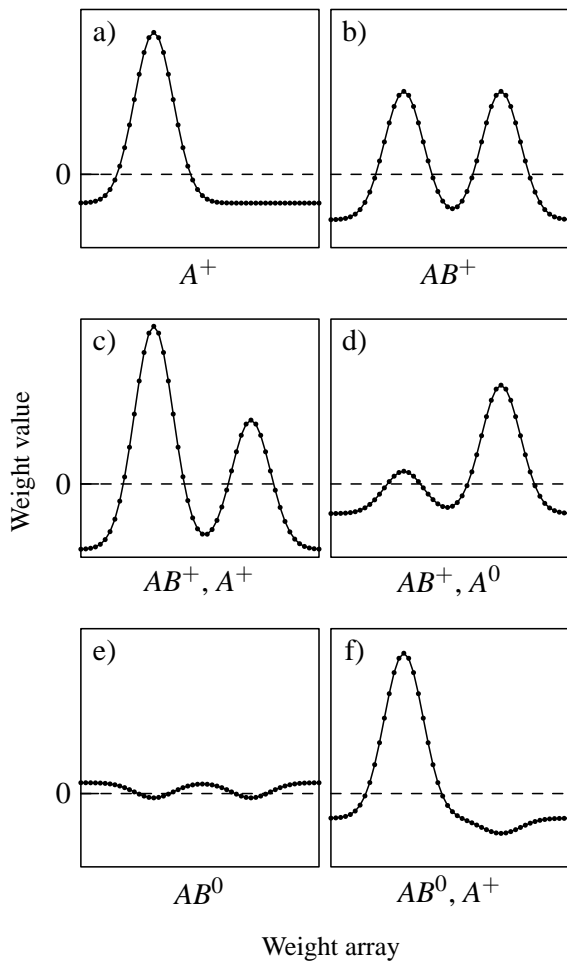 a) b)
0
A⁺ AB⁺
c) d)
0
AB⁺, A⁺ AB⁺, A⁰
e) f)
0
AB⁰ AB⁰, A⁺
Weight value
Weight array